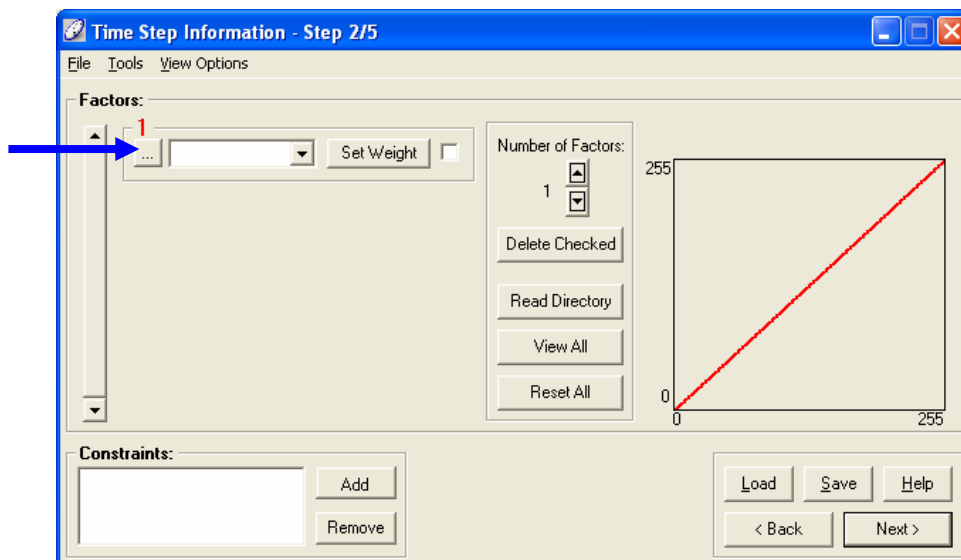 Time Step Information - Step 2/5
File Tools View Options
Factors:
1
... Set Weight
Number of Factors:
1
Delete Checked
Read Directory
View All
Reset All
255
0
0 255
Constraints:
Add
Remove
Load Save Help
< Back Next >